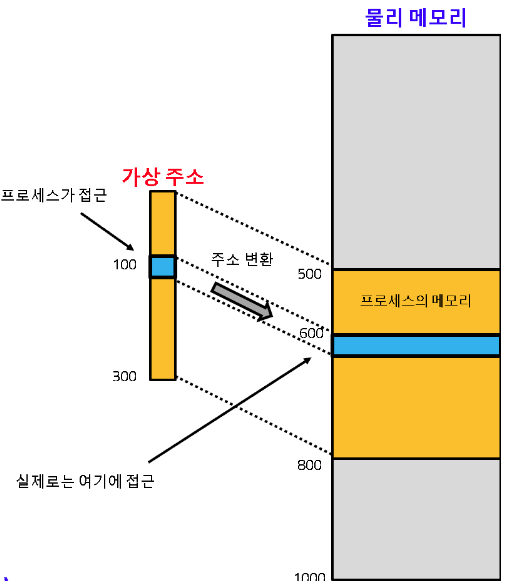 물리 메모리
가상 주소
프로세스가 접근
주소 변환
100
500
프로세스의 메모리
600
300
800
실제로는 여기에 접근
1000
)